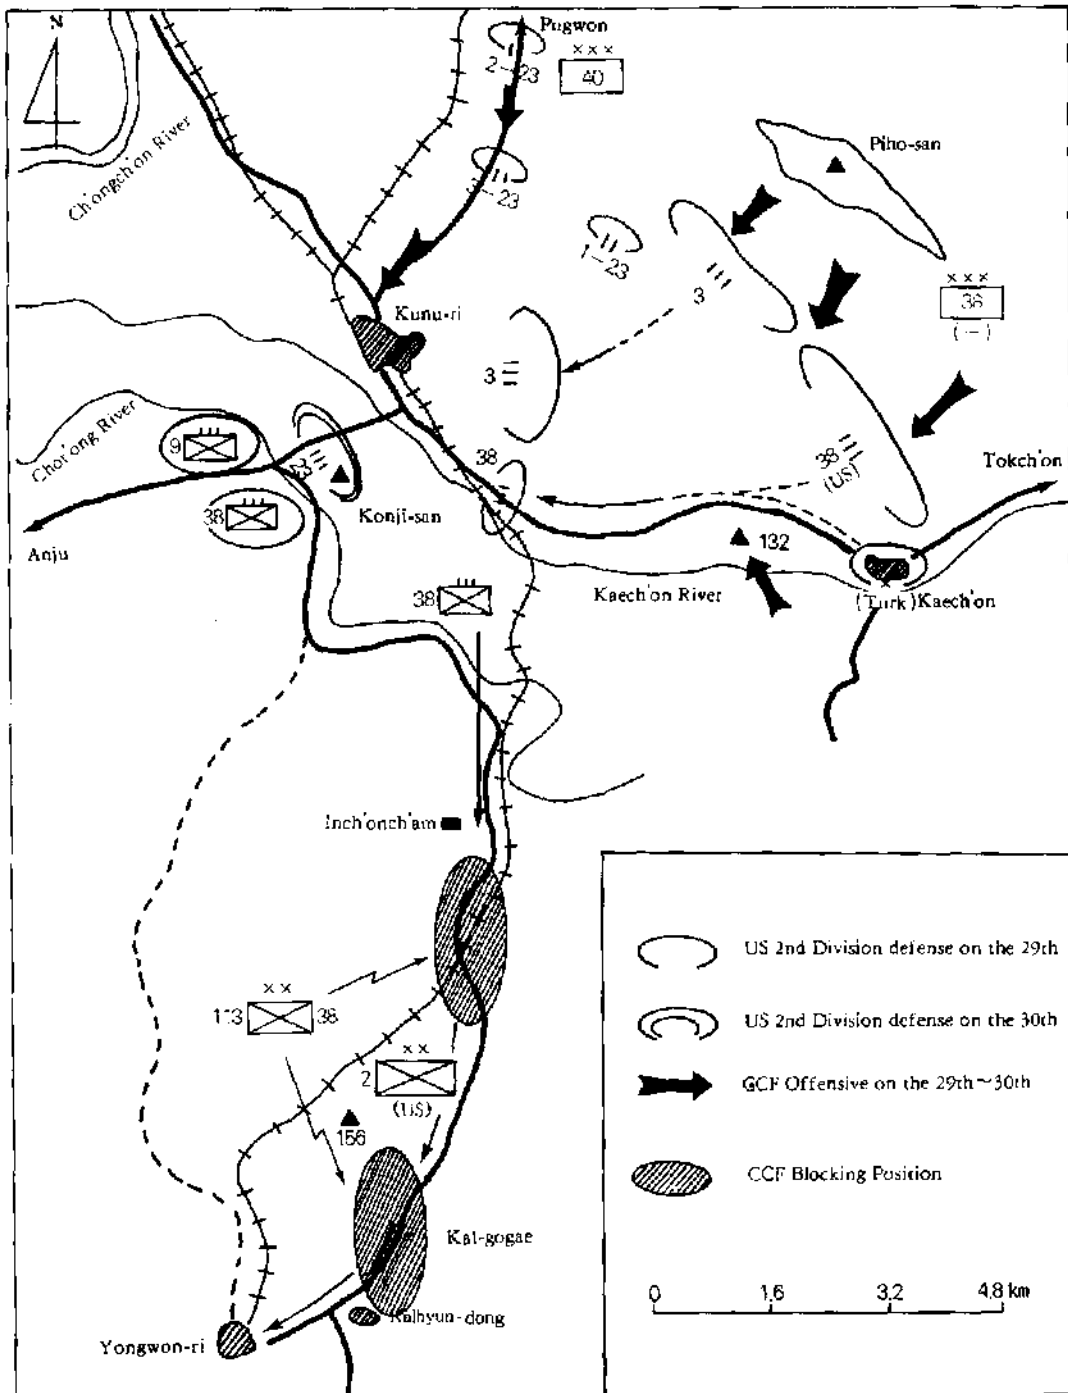 N
Pugwon
2—23
×××
40
Ch'ongch'on River
3—23
Piho-san
1—23
3
×××
38
(—)
Kunu-ri
3
Chor'ong River
9
23
38
38
(US)
Tokch'on
38
Konji-san
Anju
132
38
Kaech'on River
(Turk) Kaech'on
Inch'onch'am
××
113 38
××
2
(US)
156
Kal-gogae
Kalhyun-dong
Yongwon-ri
US 2nd Division defense on the 29th
US 2nd Division defense on the 30th
GCF Offensive on the 29th~30th
CCF Blocking Position
0 1.6 3.2 4.8 km